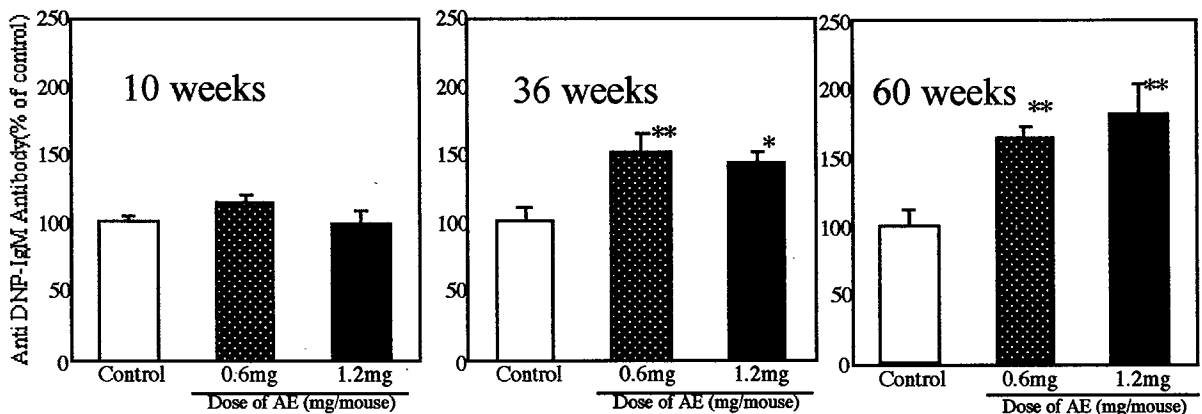 Anti DNP-IgM Antibody(% of control)
250
200
150
100
50
0
10 weeks
Control
0.6mg
1.2mg
Dose of AE (mg/mouse)
250
200
150
100
50
0
36 weeks
**
*
Control
0.6mg
1.2mg
Dose of AE (mg/mouse)
250
200
150
100
50
0
60 weeks
**
**
Control
0.6mg
1.2mg
Dose of AE (mg/mouse)